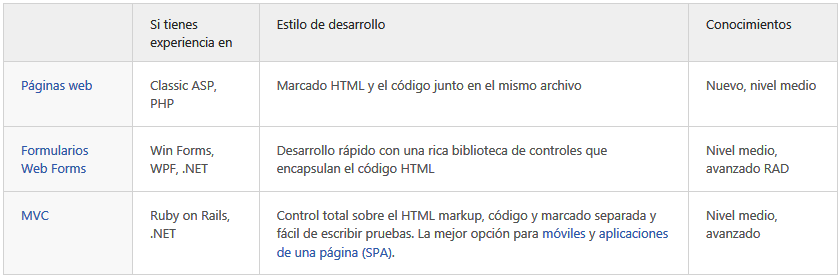 Si tienes experiencia en
Estilo de desarrollo
Conocimientos
Páginas web
Classic ASP,
PHP
Marcado HTML y el código junto en el mismo archivo
Nuevo, nivel medio
Formularios
Web Forms
Win Forms,
WPF, .NET
Desarrollo rápido con una rica biblioteca de controles que
encapsulan el código HTML
Nivel medio,
avanzado RAD
MVC
Ruby on Rails,
.NET
Control total sobre el HTML markup, código y marcado separada y
fácil de escribir pruebas. La mejor opción para móviles y aplicaciones
de una página (SPA).
Nivel medio,
avanzado